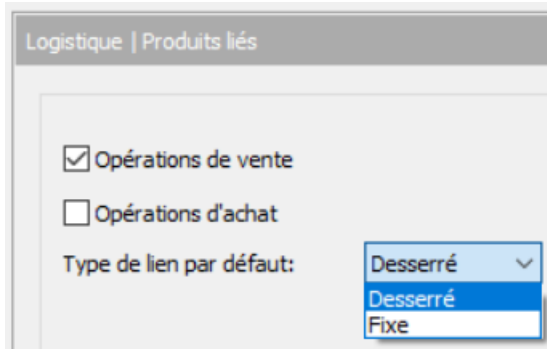 Logistique | Produits liés
Opérations de vente
Opérations d'achat
Type de lien par défaut: Desserré
Desserré
Fixe